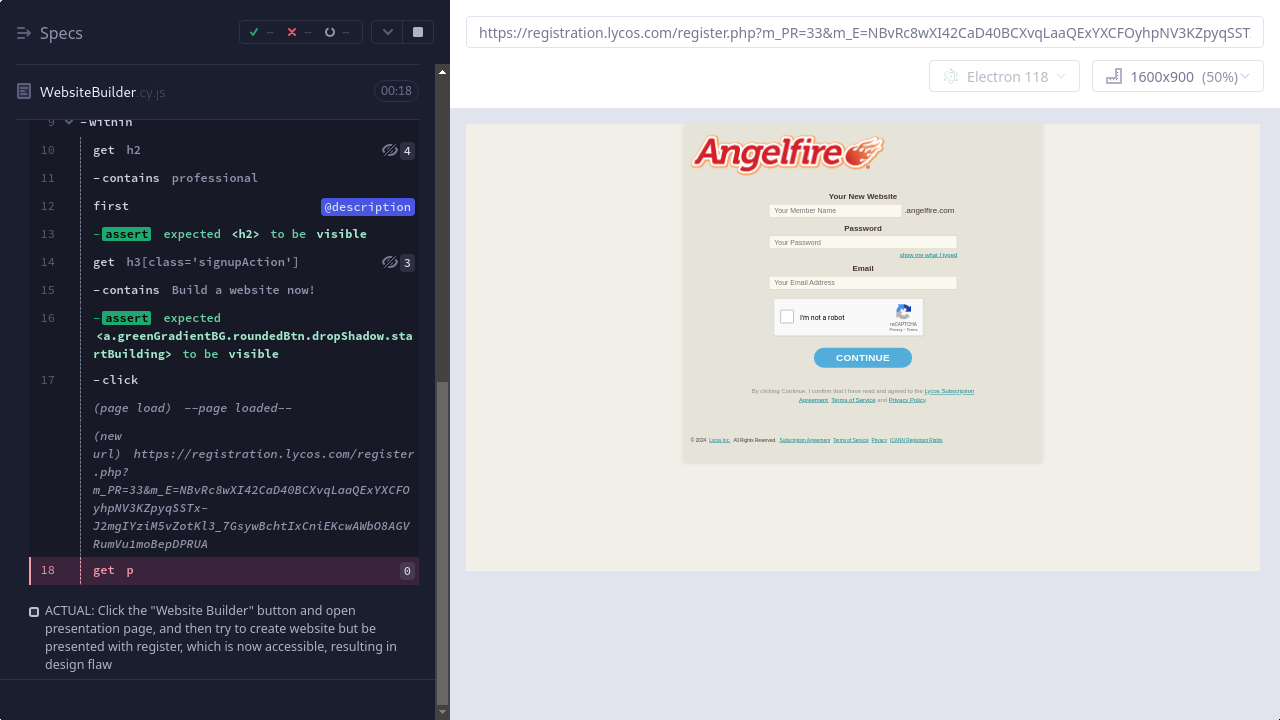 Specs
--
--
--
WebsiteBuilder.cy.js
00:18
9 -within
10 get h2 4
11 -contains professional
12 first @description
13 -assert expected <h2> to be visible
14 get h3[class='signupAction'] 3
15 -contains Build a website now!
16 -assert expected
<a.greenGradientBg.roundedBtn.dropShadow.sta
rtBuilding> to be visible
17 -click
(page load) --page loaded--
(new
url) https://registration.lycos.com/register
.php?
m_PR=33&m_E=NBvRc8wXI42CaD40BCXvqLaaQExYXCFO
yhpNV3KZpyqSSTx-
J2mgIYziM5vZotKl3_7GsywBchtIxCniEKcwAWbO8AGV
RumVu1moBepDPRUA
18 get p 0
ACTUAL: Click the "Website Builder" button and open
presentation page, and then try to create website but be
presented with register, which is now accessible, resulting in
design flaw
https://registration.lycos.com/register.php?m_PR=33&m_E=NBvRc8wXI42CaD40BCXvqLaaQExYXCFOyhpNV3KZpyqSST
Electron 118
1600x900 (50%)
Angelfire
Your New Website
Your Member Name
.angelfire.com
Password
Your Password
show me what I typed
Email
Your Email Address
I'm not a robot
reCAPTCHA
Privacy - Terms
CONTINUE
By clicking Continue, I confirm that I have read and agreed to the Lycos Subscription
Agreement, Terms of Service and Privacy Policy.
© 2024 Lycos Inc. All Rights Reserved. Subscription Agreement Terms of Service Privacy ICANN Registrant Rights